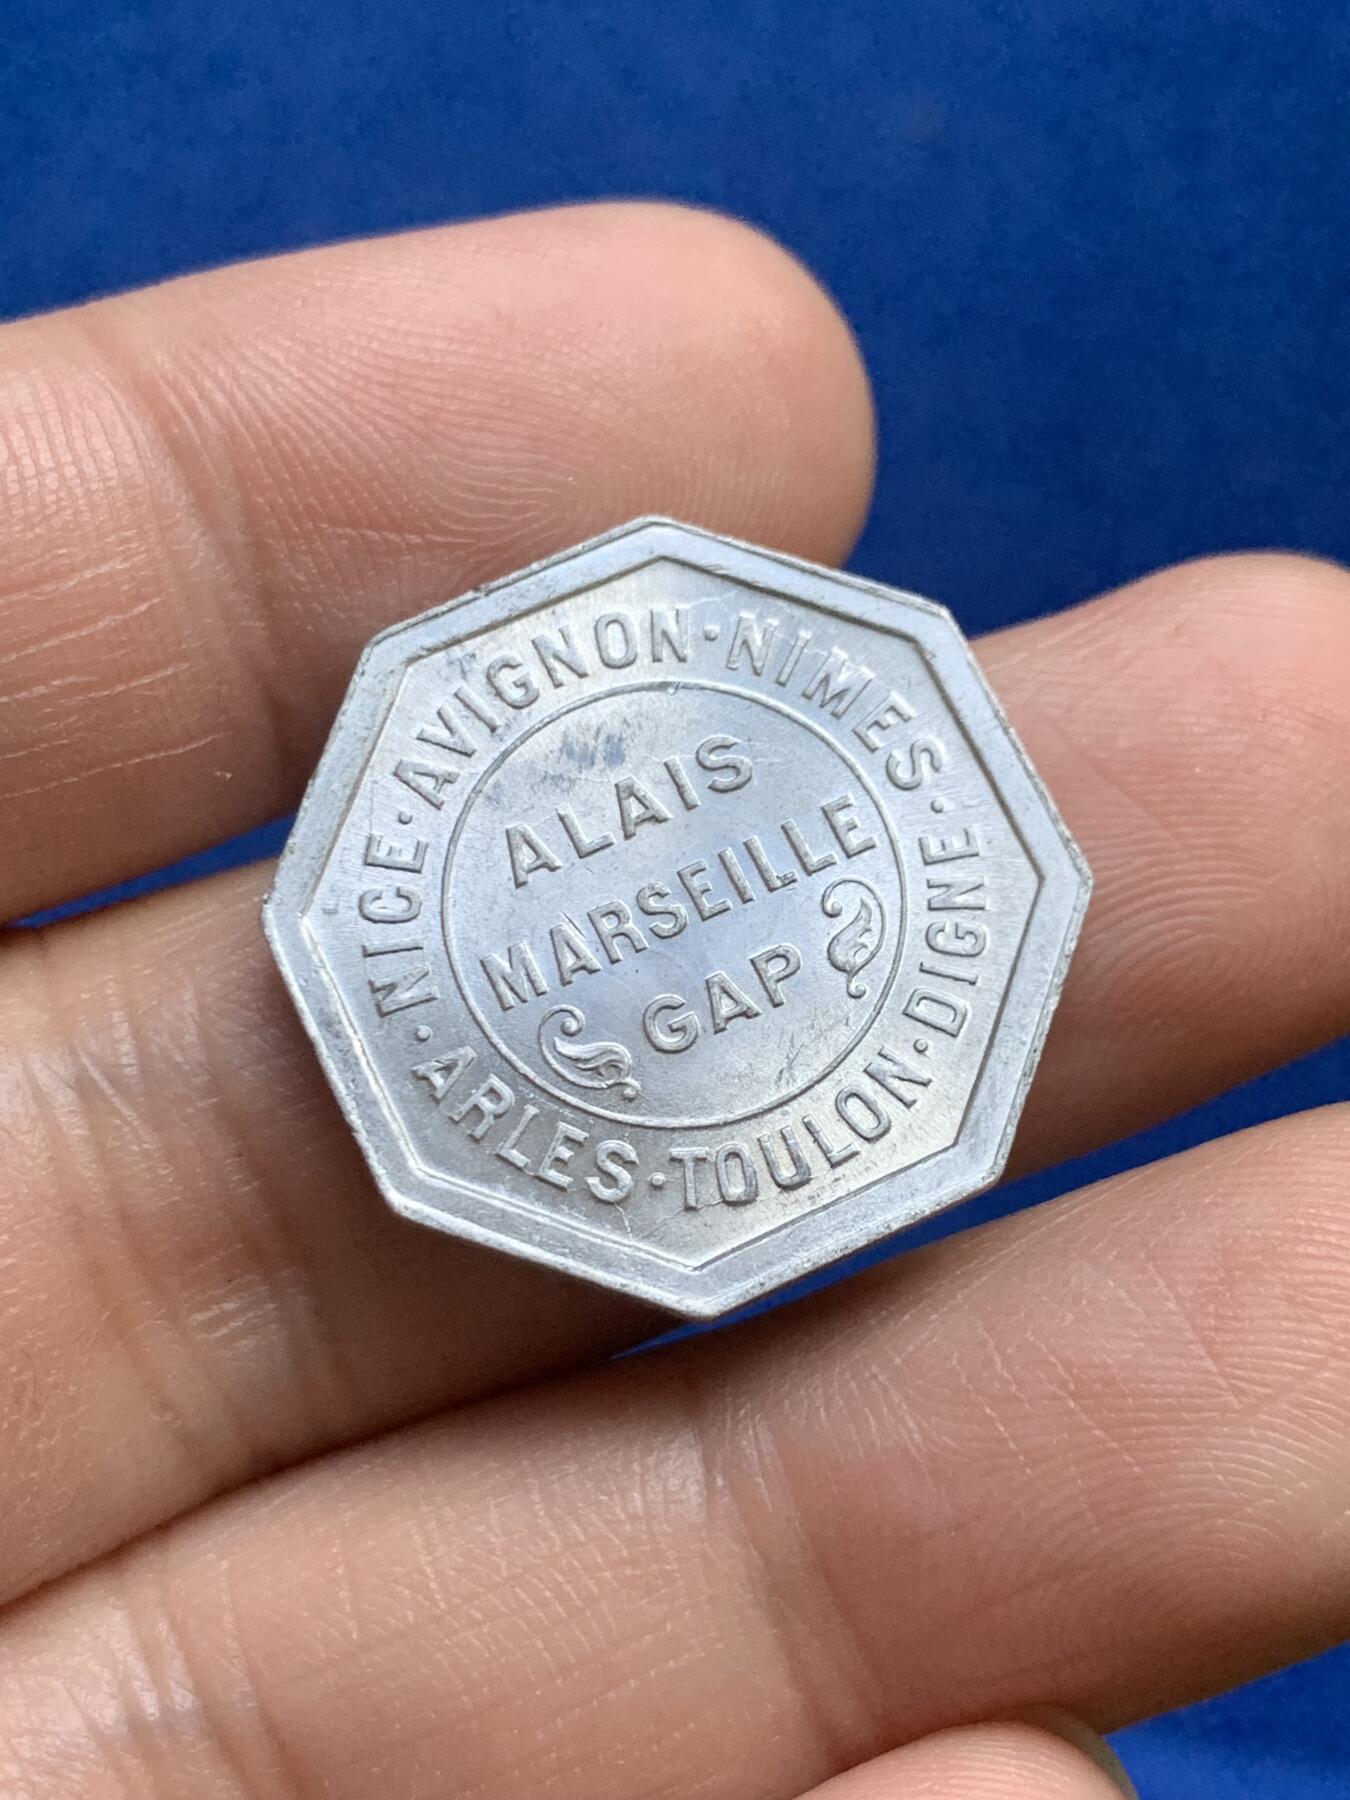 NICE · AVIGNON · NIMES · DIGNE · TOULON · ARLES ·
ALAIS
MARSEILLE
GAP